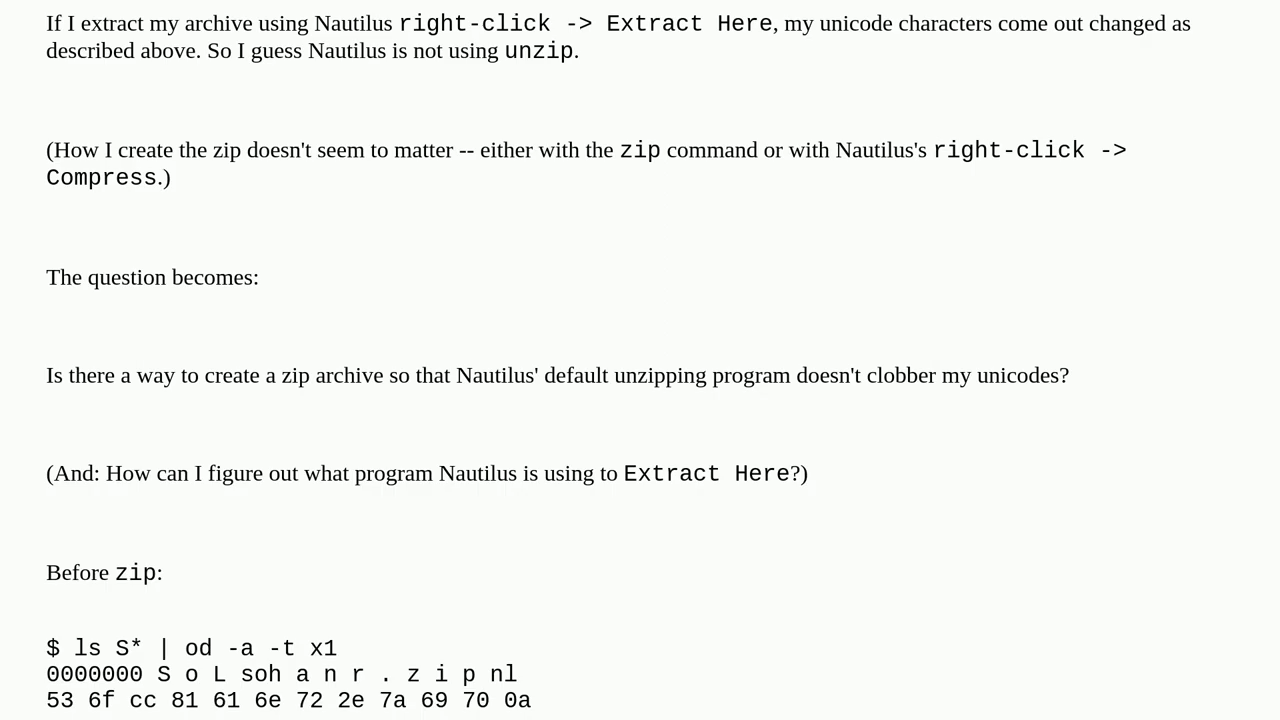 If I extract my archive using Nautilus right-click -> Extract Here, my unicode characters come out changed as
described above. So I guess Nautilus is not using unzip.
(How I create the zip doesn't seem to matter -- either with the zip command or with Nautilus's right-click ->
Compress.)
The question becomes:
Is there a way to create a zip archive so that Nautilus' default unzipping program doesn't clobber my unicodes?
(And: How can I figure out what program Nautilus is using to Extract Here?)
Before zip:
$ ls S* | od -a -t x1
0000000 S o L soh a n r . z i p nl
53 6f cc 81 61 6e 72 2e 7a 69 70 0a